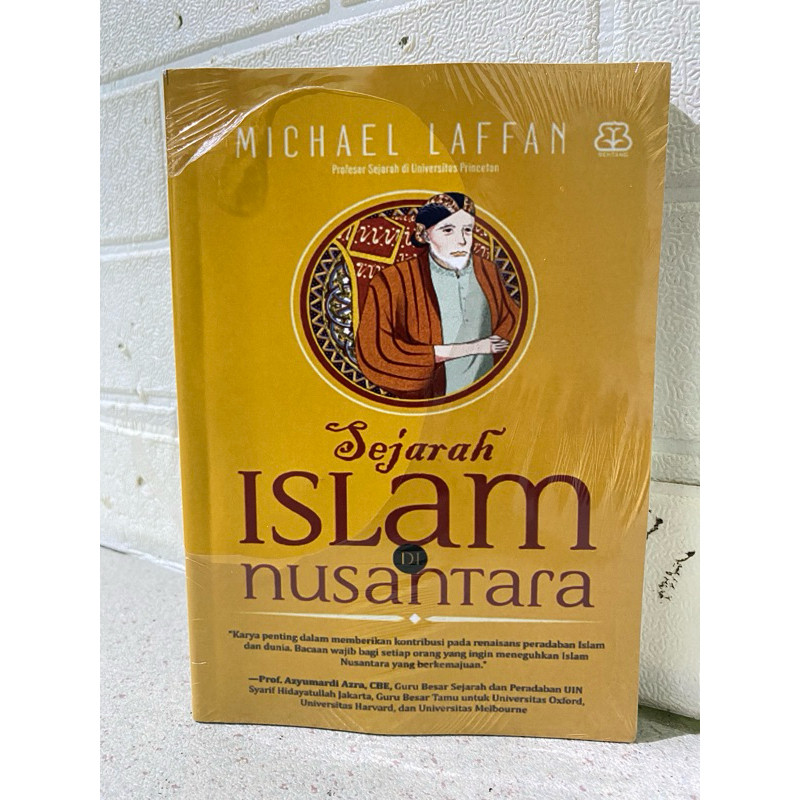 MICHAEL LAFFAN
BENTANG
Profesor Sejarah di Universitas Princeton
Sejarah
ISLam
DI
nusantara
"Karya penting dalam memberikan kontribusi pada renaisans peradaban Islam
dan dunia. Bacaan wajib bagi setiap orang yang ingin meneguhkan Islam
Nusantara yang berkemajuan."
—Prof. Azyumardi Azra, CBE, Guru Besar Sejarah dan Peradaban UIN
Syarif Hidayatullah Jakarta, Guru Besar Tamu untuk Universitas Oxford,
Universitas Harvard, dan Universitas Melbourne